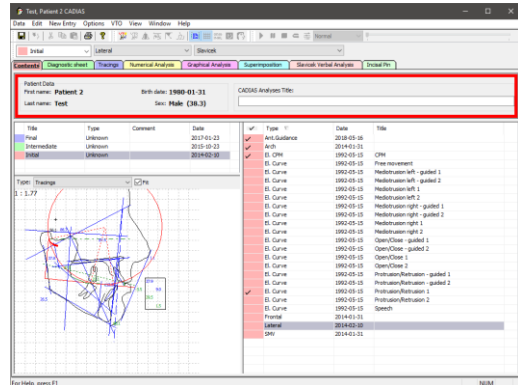 Test, Patient 2 CADIAS
Data Edit New Entry Options VTO View Window Help
Normal
Initial Lateral Slavicek
Contents Diagnostic sheet Tracings Numerical Analysis Graphical Analysis Superimposition Slavicek Verbal Analysis Incisal Pin
Patient Data
First name: Patient 2 Birth date: 1980-01-31 CADIAS Analyses Title:
Last name: Test Sex: Male (38.3)
Title Type Comment Date
Final Unknown 2017-01-23
Intermediate Unknown 2015-10-23
Initial Unknown 2014-02-10
Type: Tracings Fit
1 : 1.77
Type Date Title
Ant.Guidance 2018-05-16
Arch 2014-01-31
El. CPM 1992-05-15 CPM
El. Curve 1992-05-15 Free movement
El. Curve 1992-05-15 Mediotrusion left - guided 1
El. Curve 1992-05-15 Mediotrusion left - guided 2
El. Curve 1992-05-15 Mediotrusion left 1
El. Curve 1992-05-15 Mediotrusion left 2
El. Curve 1992-05-15 Mediotrusion right - guided 1
El. Curve 1992-05-15 Mediotrusion right - guided 2
El. Curve 1992-05-15 Mediotrusion right 1
El. Curve 1992-05-15 Mediotrusion right 2
El. Curve 1992-05-15 Open/Close - guided 1
El. Curve 1992-05-15 Open/Close - guided 2
El. Curve 1992-05-15 Open/Close 1
El. Curve 1992-05-15 Open/Close 2
El. Curve 1992-05-15 Protrusion/Retrusion - guided 1
El. Curve 1992-05-15 Protrusion/Retrusion - guided 2
El. Curve 1992-05-15 Protrusion/Retrusion 1
El. Curve 1992-05-15 Protrusion/Retrusion 2
El. Curve 1992-05-15 Speech
Frontal 2014-01-31
Lateral 2014-02-10
SMV 2014-01-31
For Help, press F1 NUM